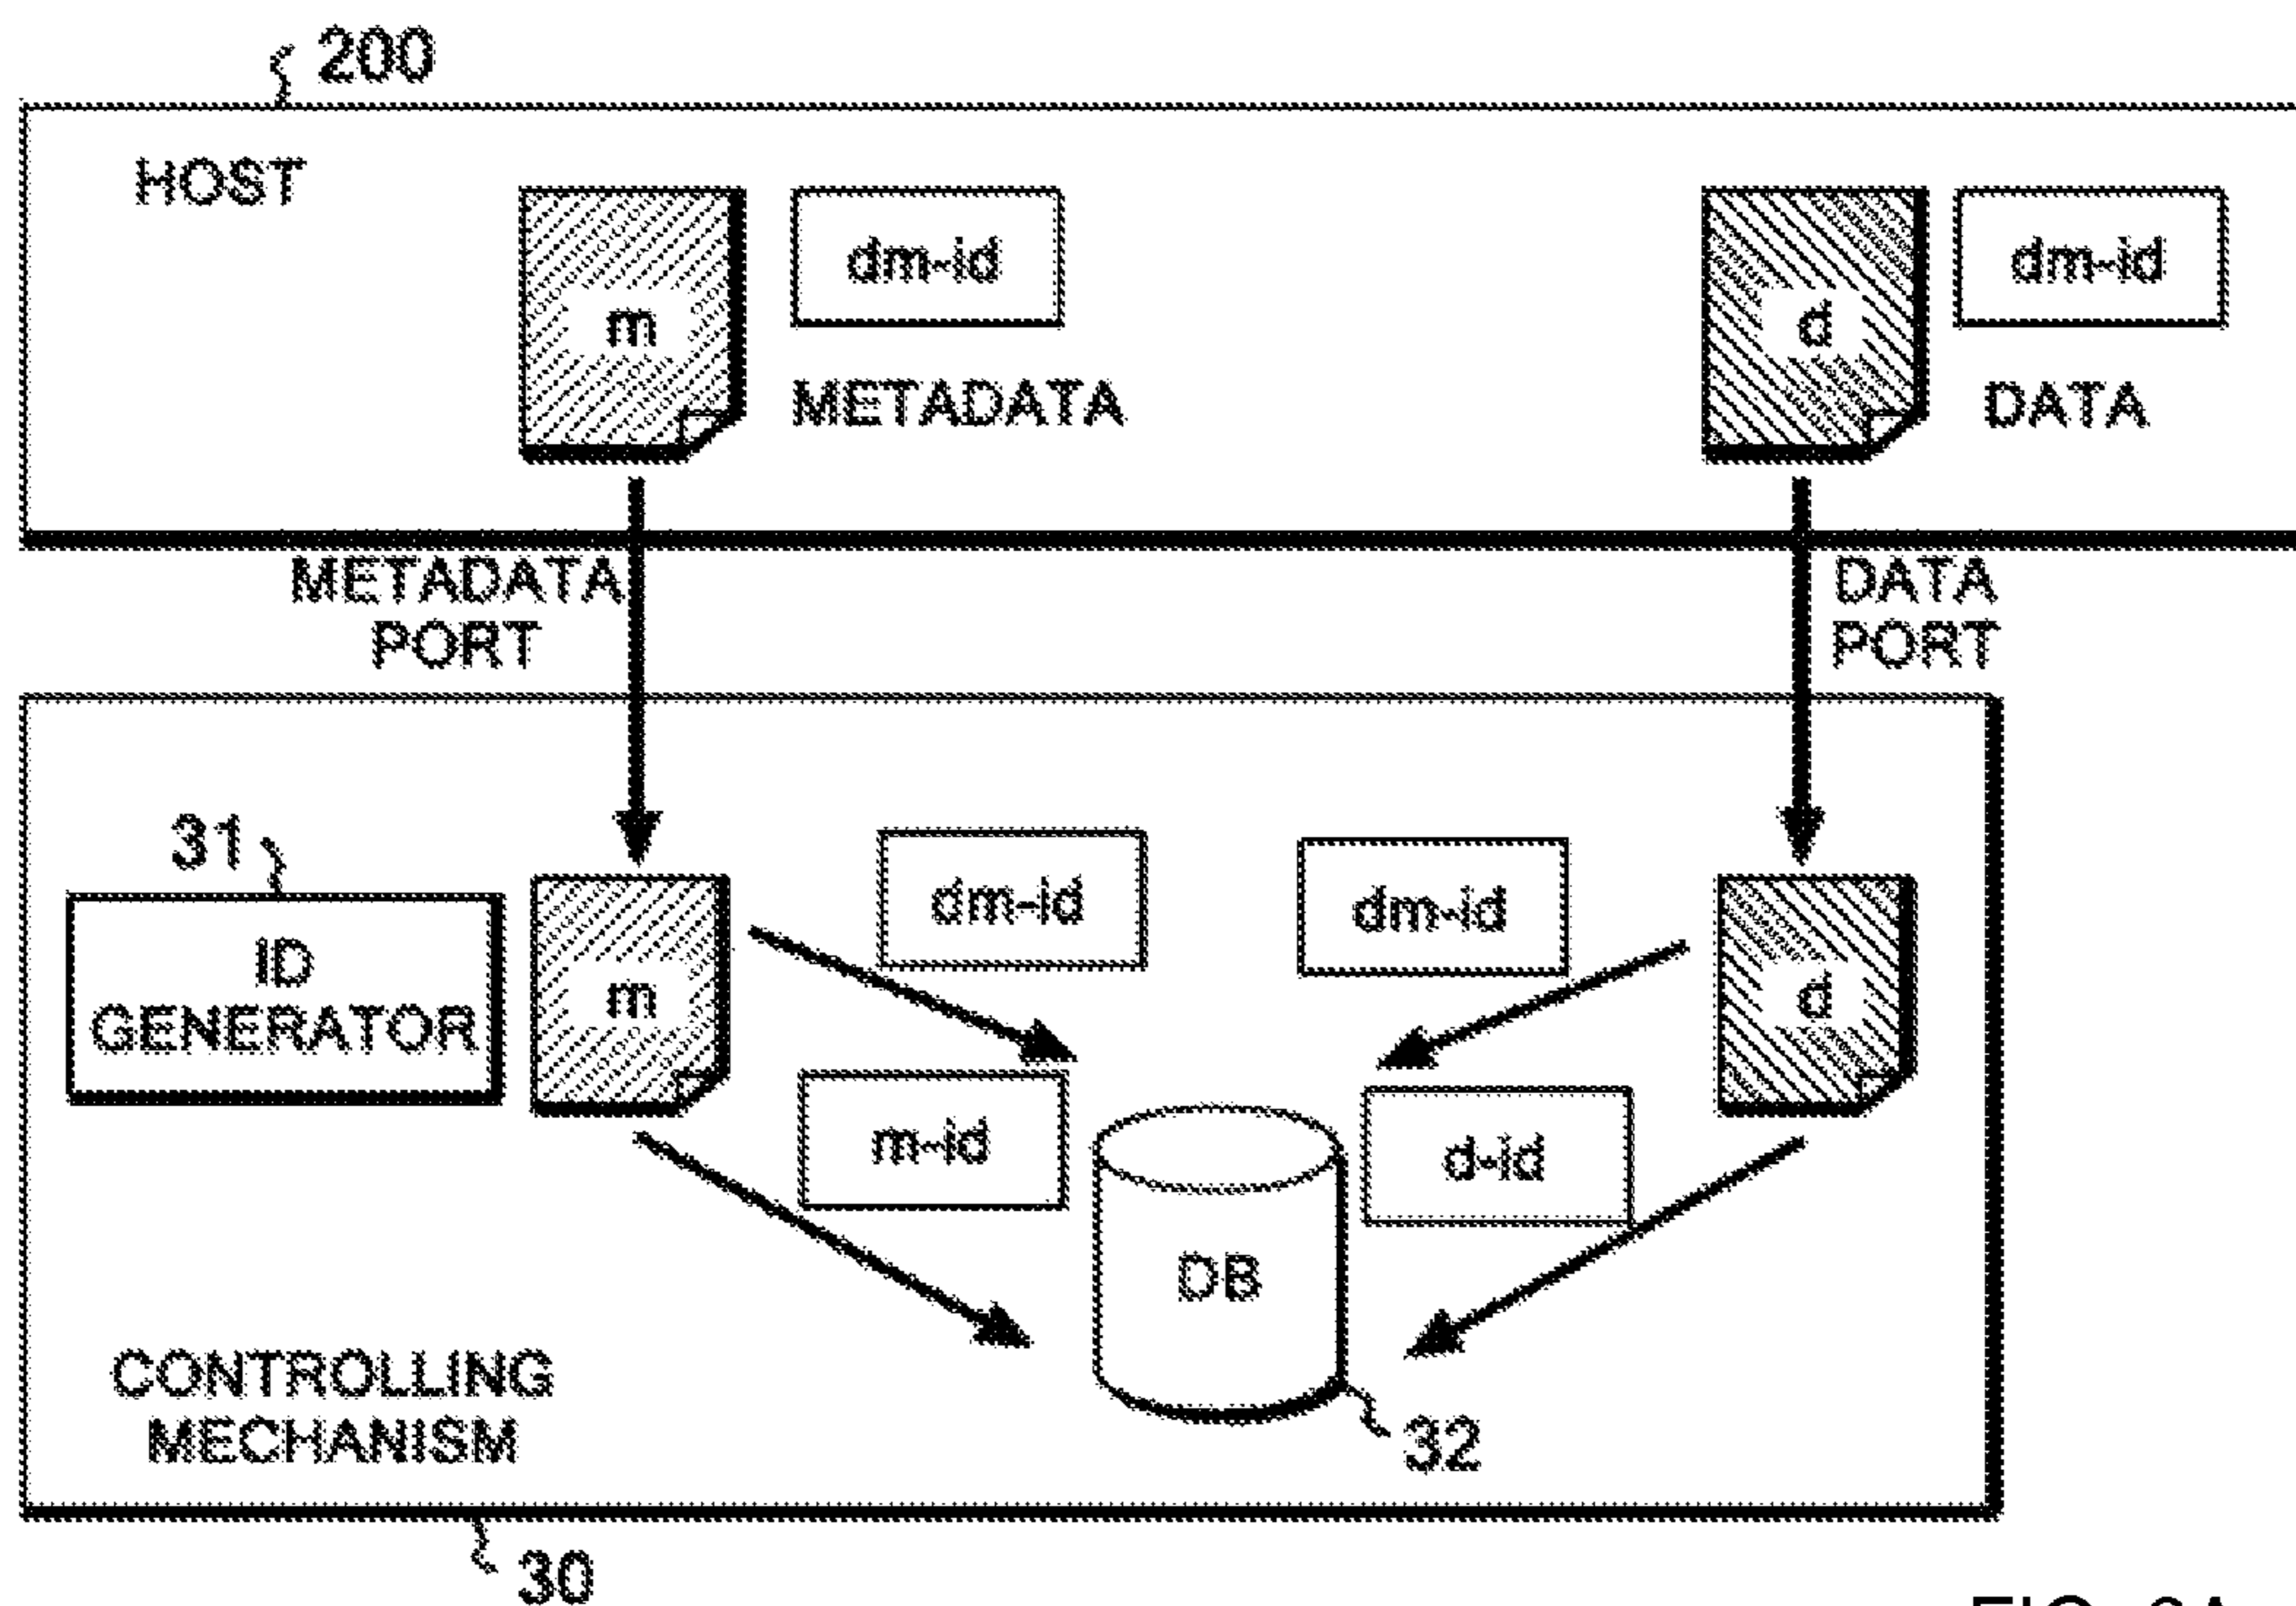 200
HOST
m
dm-id
METADATA
d
dm-id
DATA
METADATA
PORT
DATA
PORT
31
ID
GENERATOR
m
dm-id
dm-id
d
m-id
d-id
DB
CONTROLLING
MECHANISM
32
30